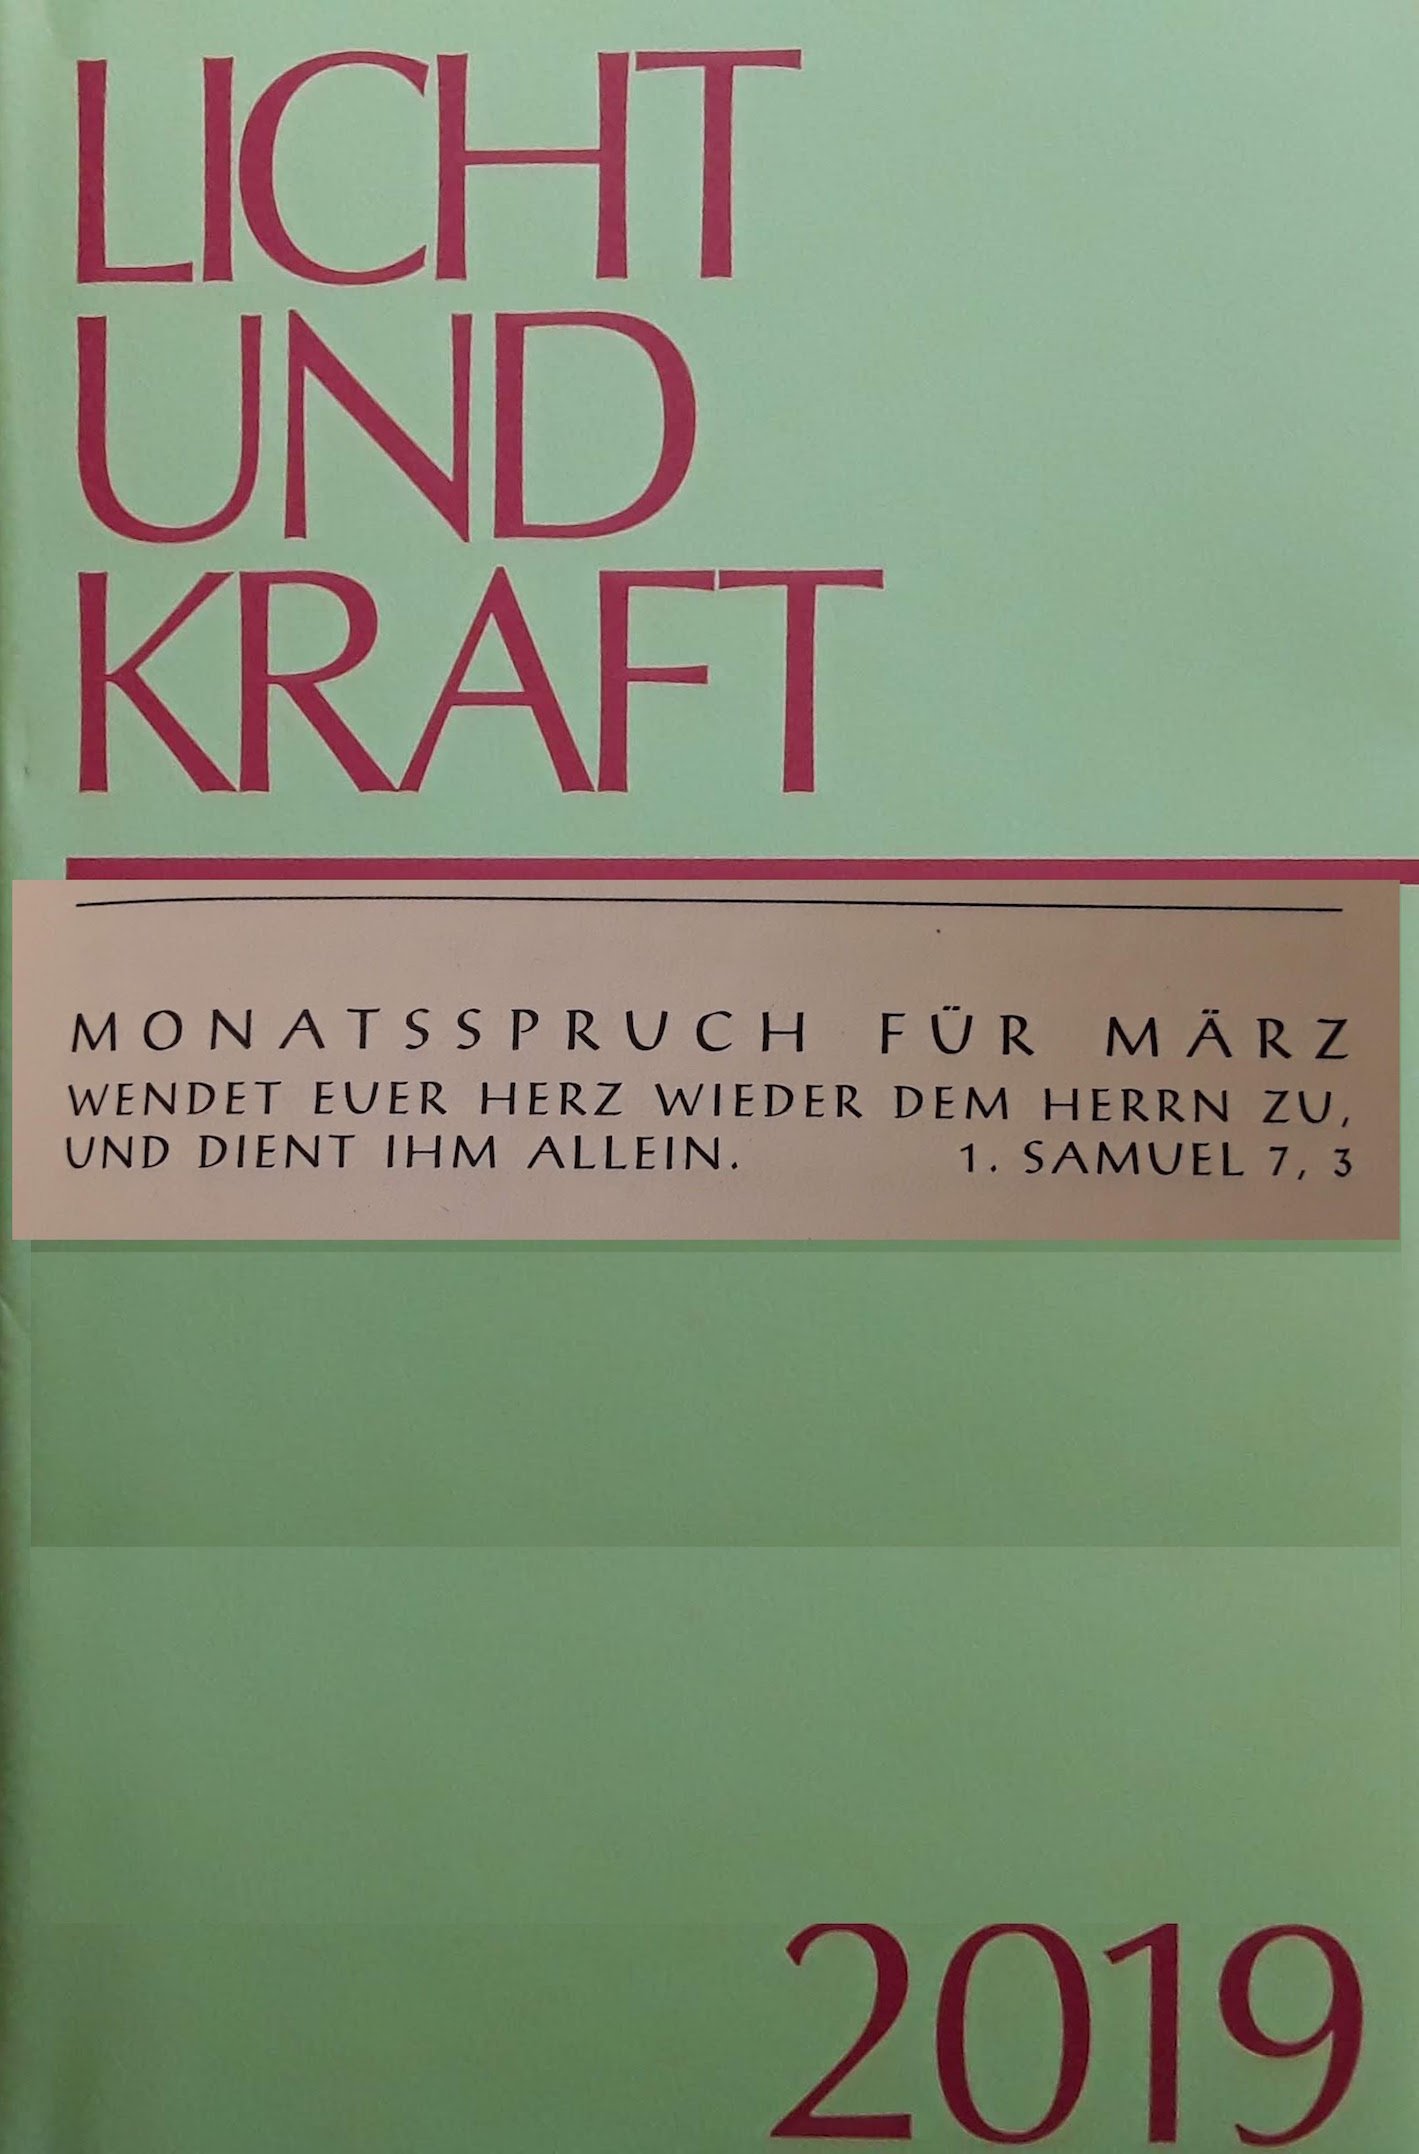 LICHT
UND
KRAFT
MONATSSPRUCH FÜR MÄRZ
WENDET EUER HERZ WIEDER DEM HERRN ZU,
UND DIENT IHM ALLEIN. 1. SAMUEL 7, 3
2019